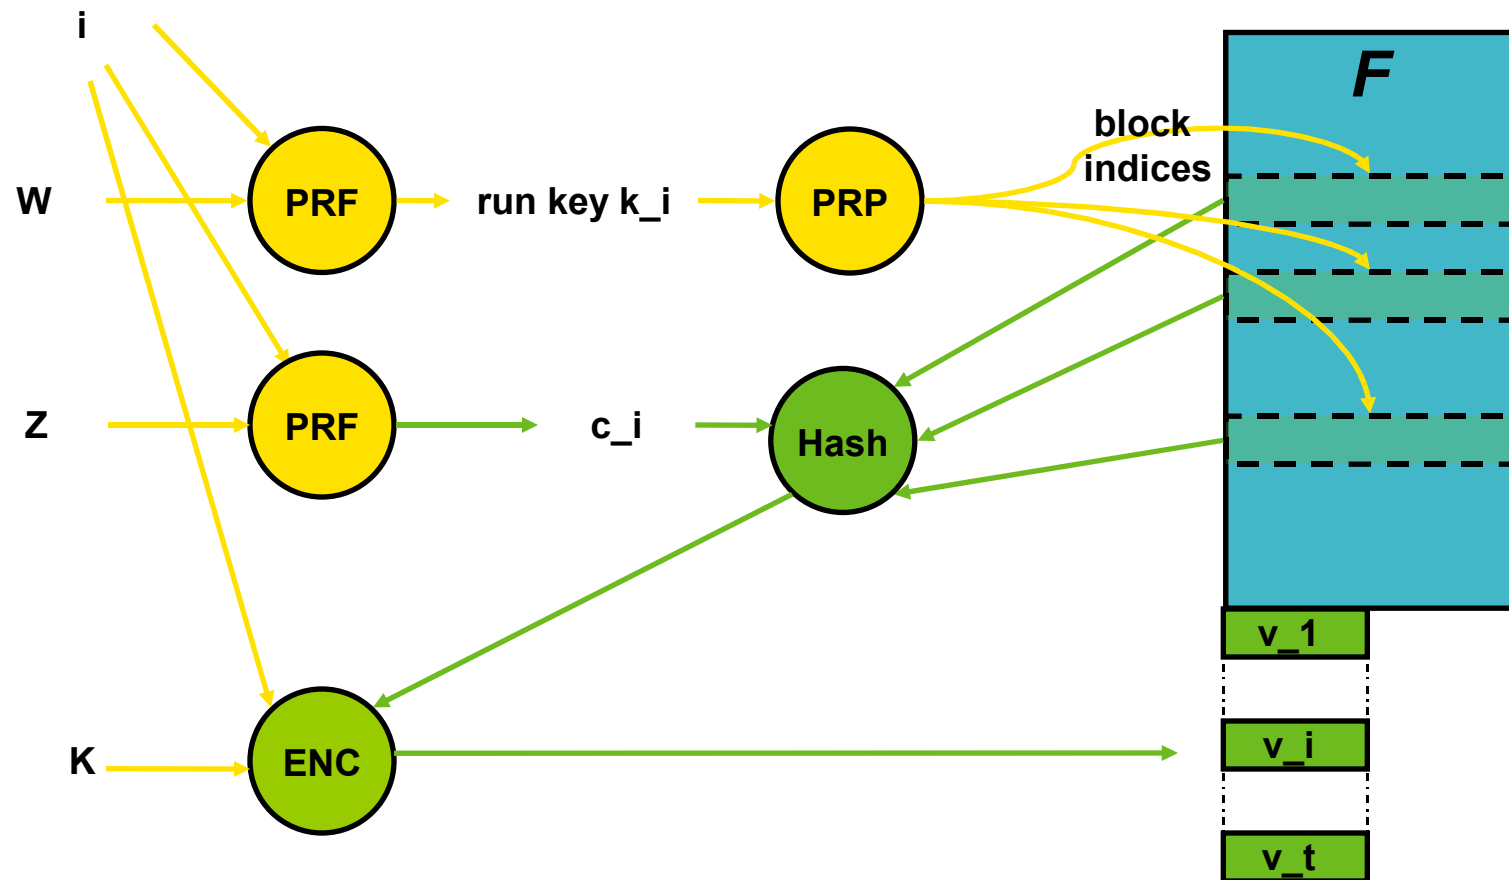 i
F
block
indices
W
PRF
run key k_i
PRP
Z
PRF
c_i
Hash
v_1
K
ENC
v_i
v_t